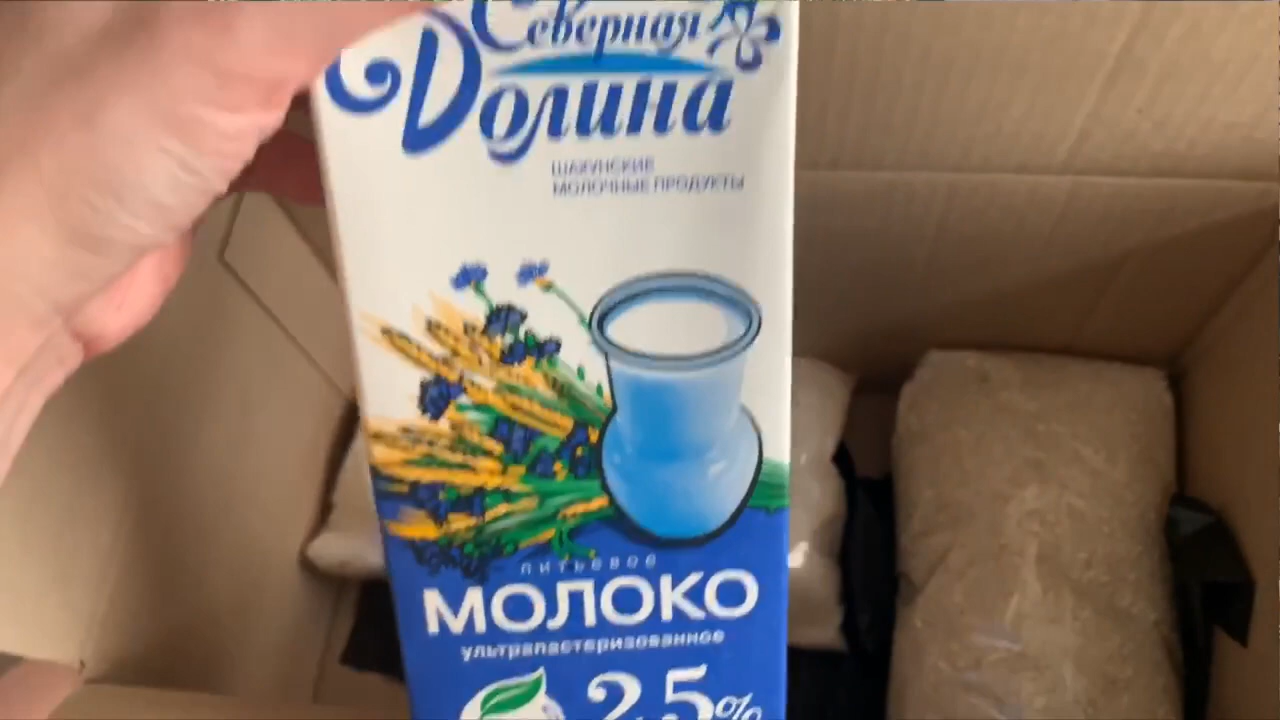 Северная
Долина
ШАХУНСКИЕ
МОЛОЧНЫЕ ПРОДУКТЫ
питьевое
МОЛОКО
ультрапастеризованное
2,5%